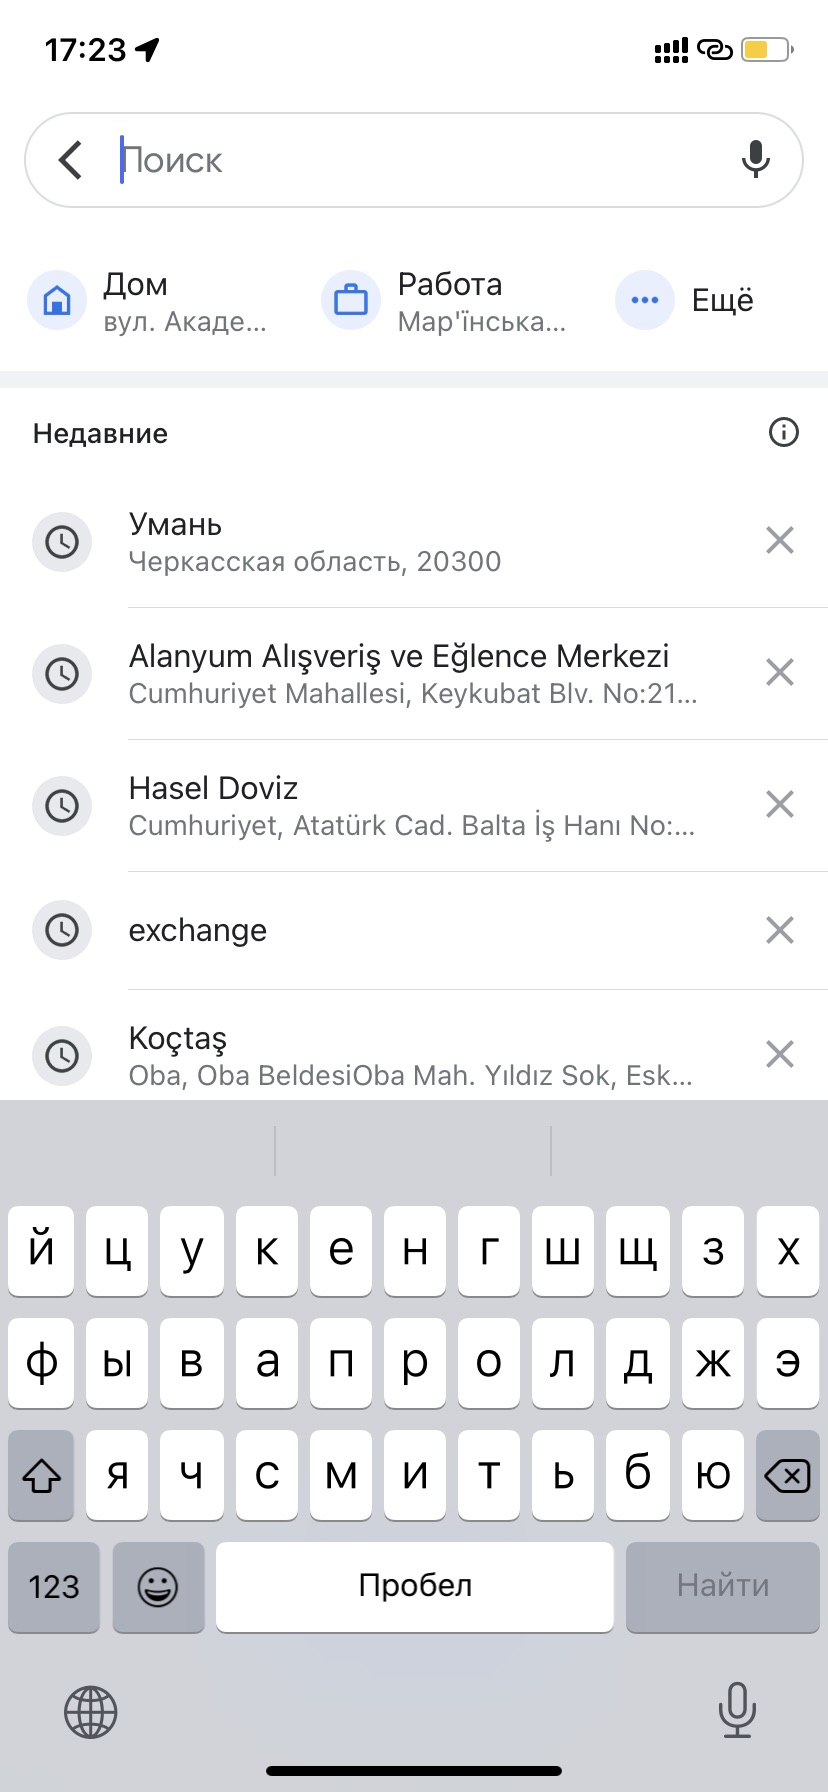 17:23
Поиск
Дом
вул. Акаде...
Работа
Мар'їнська...
Ещё
Недавние
Умань
Черкасская область, 20300
Alanyum Alışveriş ve Eğlence Merkezi
Cumhuriyet Mahallesi, Keykubat Blv. No:21...
Hasel Doviz
Cumhuriyet, Atatürk Cad. Balta İş Hanı No:...
exchange
Koçtaş
Oba, Oba BeldesiOba Mah. Yıldız Sok, Esk...
й ц у к е н г ш щ з х
ф ы в а п р о л д ж э
я ч с м и т ь б ю
123 Пробел Найти